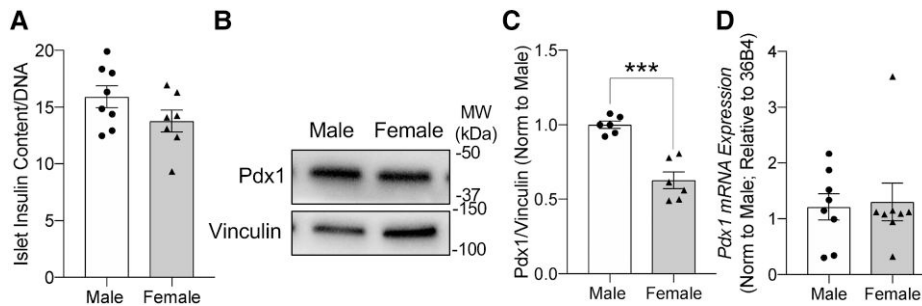 A
Islet Insulin Content/DNA
20
15
10
5
0
Male Female
B
Male Female
MW
(kDa)
Pdx1
-50
-37
Vinculin
-150
-100
C
Pdx1/Vinculin (Norm to Male)
1.5
1.0
0.5
0.0
***
Male Female
D
Pdx1 mRNA Expression
(Norm to Male; Relative to 36B4)
4
3
2
1
0
Male Female